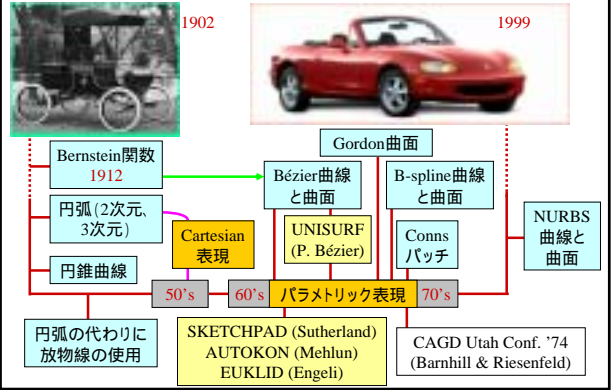 1902
1999
Gordon曲面
Bernstein関数
1912
Bézier曲線
と曲面
B-spline曲線
と曲面
円弧(2次元、
3次元)
Cartesian
表現
UNISURF
(P. Bézier)
Conns
パッチ
NURBS
曲線と
曲面
円錐曲線
50's
60's
パラメトリック表現
70's
円弧の代わりに
放物線の使用
SKETCHPAD (Sutherland)
AUTOKON (Mehlun)
EUKLID (Engeli)
CAGD Utah Conf. '74
(Barnhill & Riesenfeld)